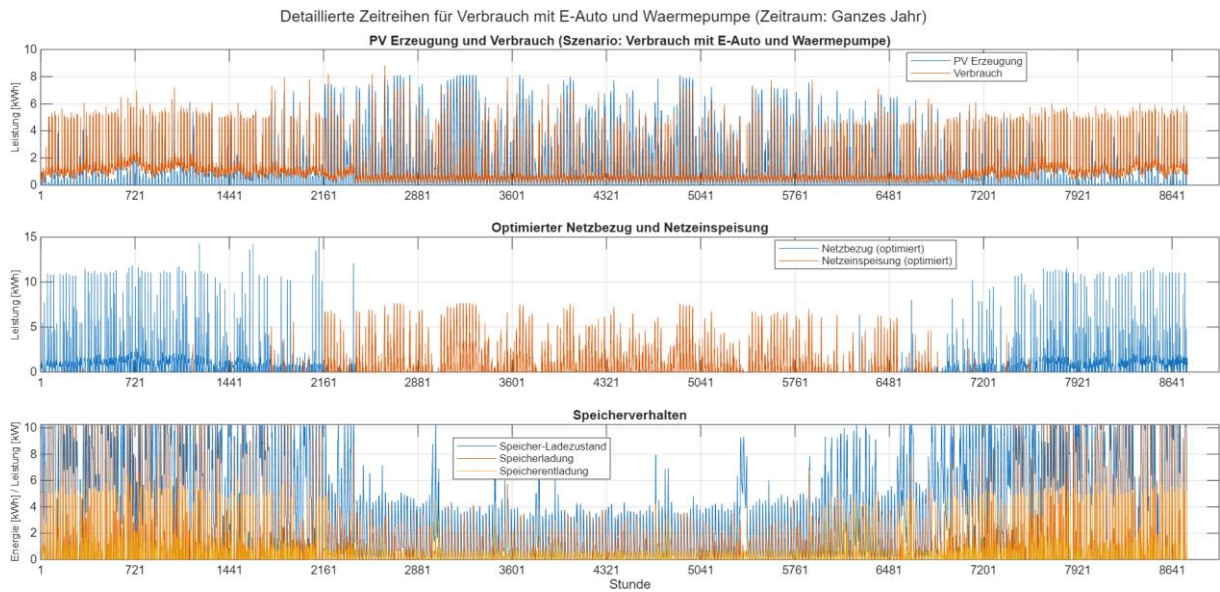 Detaillierte Zeitreihen für Verbrauch mit E-Auto und Waermepumpe (Zeitraum: Ganzes Jahr)
PV Erzeugung und Verbrauch (Szenario: Verbrauch mit E-Auto und Waermepumpe)
PV Erzeugung
Verbrauch
Leistung [kWh]
8
6
4
2
0
1 721 1441 2161 2881 3601 4321 5041 5761 6481 7201 7921 8641
Optimierter Netzbezug und Netzeinspeisung
Netzbezug (optimiert)
Netzeinspeisung (optimiert)
Leistung [kWh]
15
10
5
0
1 721 1441 2161 2881 3601 4321 5041 5761 6481 7201 7921 8641
Speicherverhalten
Speicher-Ladezustand
Speicherladung
Speicherentladung
Energie [kWh] / Leistung [kW]
10
8
6
4
2
0
1 721 1441 2161 2881 3601 4321 5041 5761 6481 7201 7921 8641
Stunde